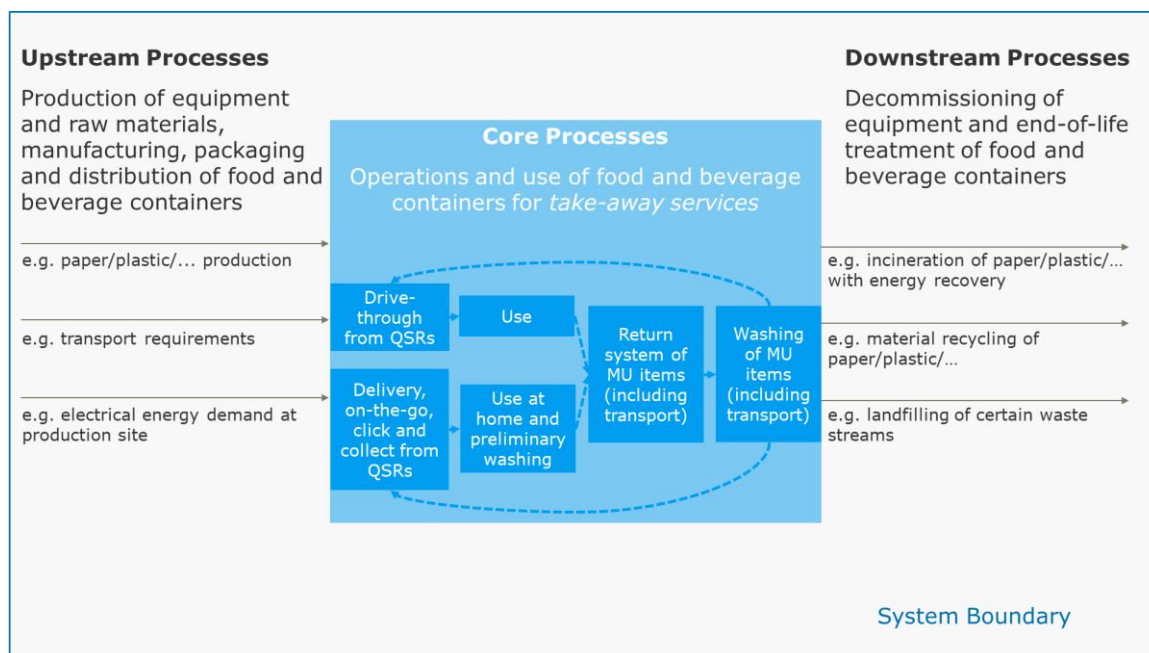 Upstream Processes
Production of equipment
and raw materials,
manufacturing, packaging
and distribution of food and
beverage containers
e.g. paper/plastic/... production
e.g. transport requirements
e.g. electrical energy demand at
production site
Core Processes
Operations and use of food and beverage
containers for take-away services
Drive-
through
from QSRs
Use
Delivery,
on-the-go,
click and
collect from
QSRs
Use at
home and
preliminary
washing
Return
system of
MU items
(including
transport)
Washing
of MU
items
(including
transport)
Downstream Processes
Decommissioning of
equipment and end-of-life
treatment of food and
beverage containers
e.g. incineration of paper/plastic/...
with energy recovery
e.g. material recycling of
paper/plastic/...
e.g. landfilling of certain waste
streams
System Boundary